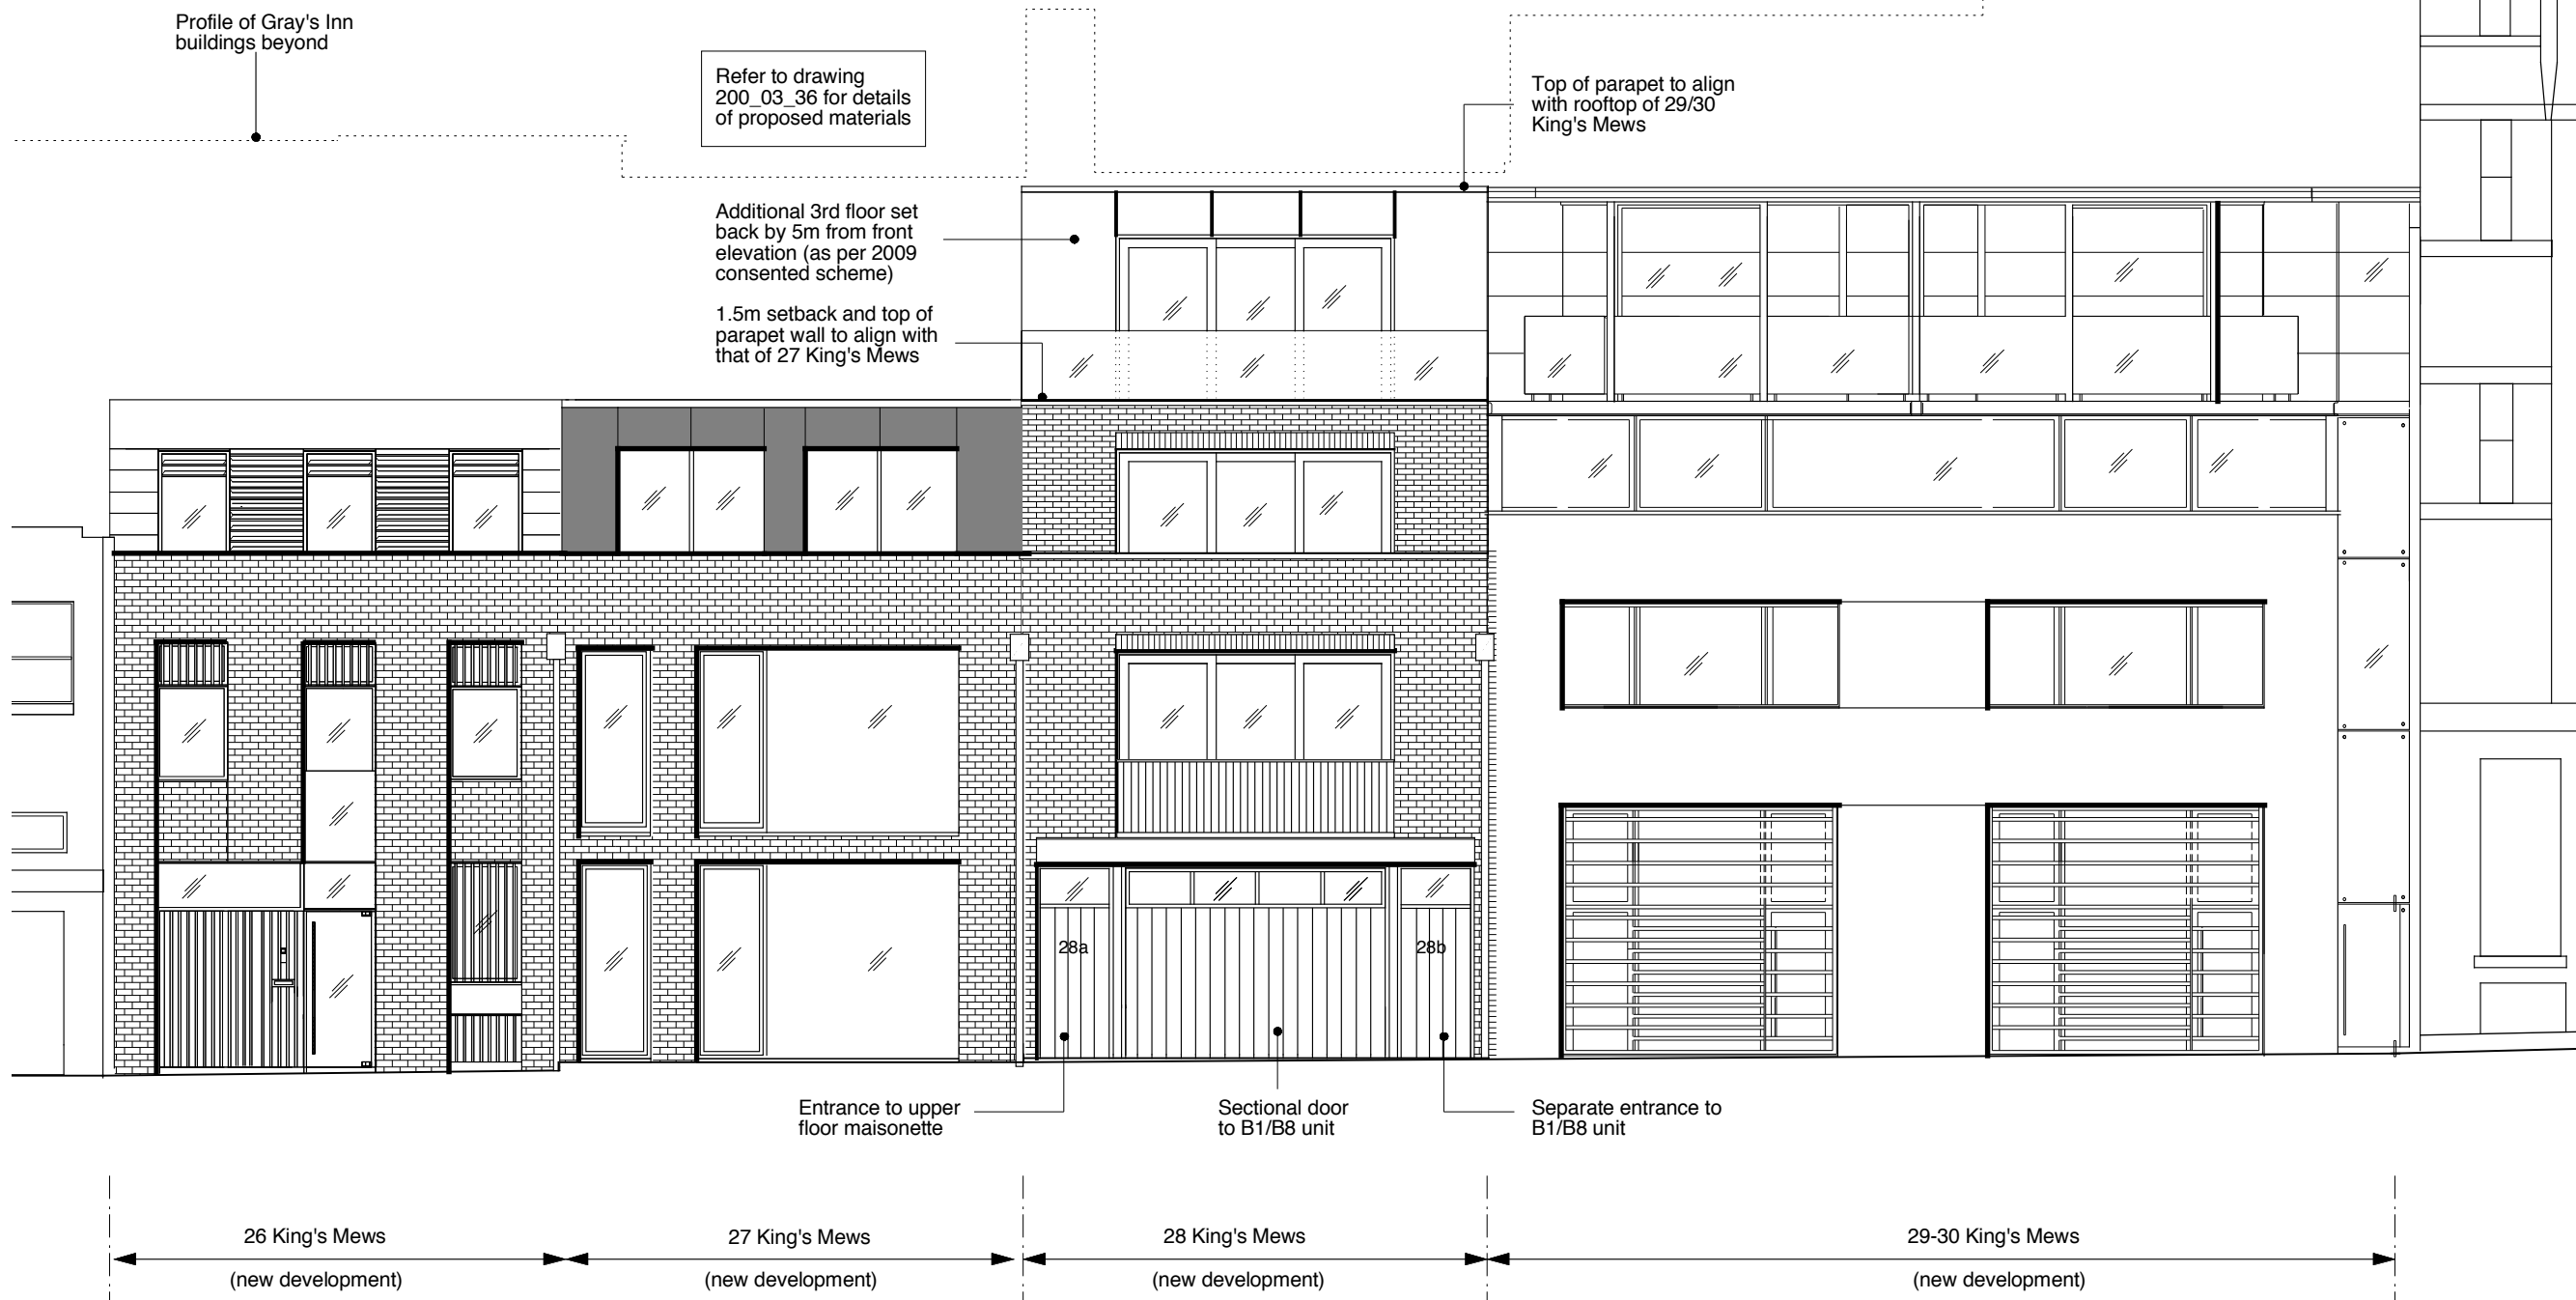 Profile of Gray's Inn
buildings beyond
Refer to drawing
200_03_36 for details
of proposed materials
Top of parapet to align
with rooftop of 29/30
King's Mews
Additional 3rd floor set
back by 5m from front
elevation (as per 2009
consented scheme)
1.5m setback and top of
parapet wall to align with
that of 27 King's Mews
28a
28b
Entrance to upper
floor maisonette
Sectional door
to B1/B8 unit
Separate entrance to
B1/B8 unit
26 King's Mews
(new development)
27 King's Mews
(new development)
28 King's Mews
(new development)
29-30 King's Mews
(new development)